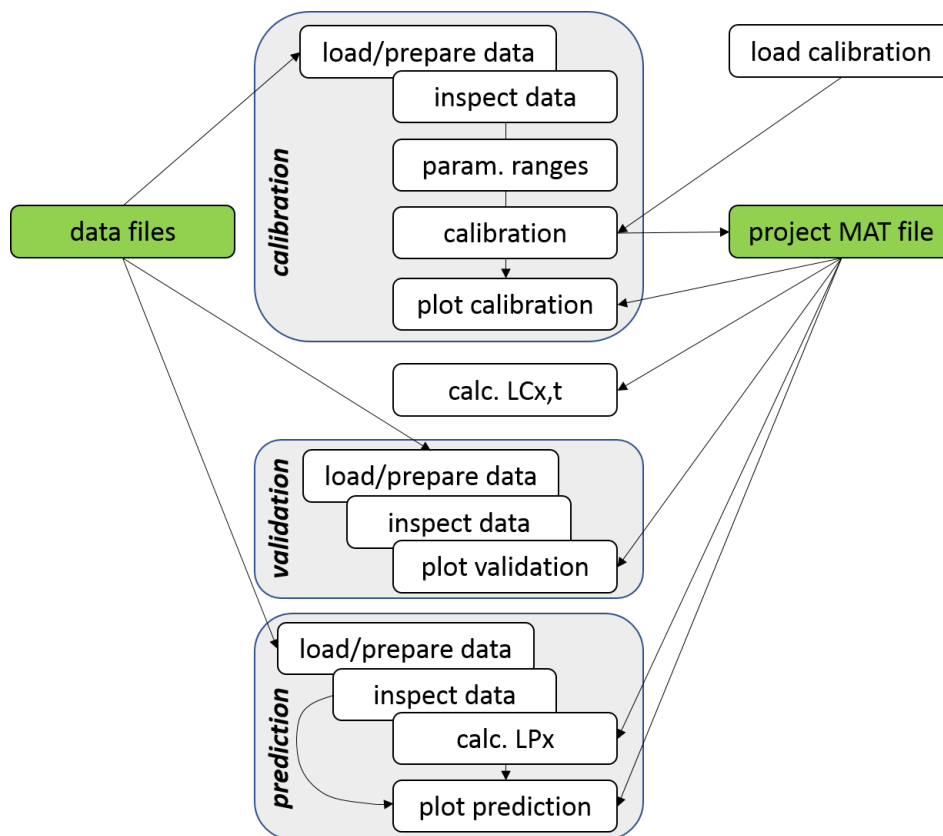 load/prepare data
load calibration
inspect data
param. ranges
calibration
data files
calibration
project MAT file
plot calibration
calc. LCx,t
validation
load/prepare data
inspect data
plot validation
prediction
load/prepare data
inspect data
calc. LPx
plot prediction